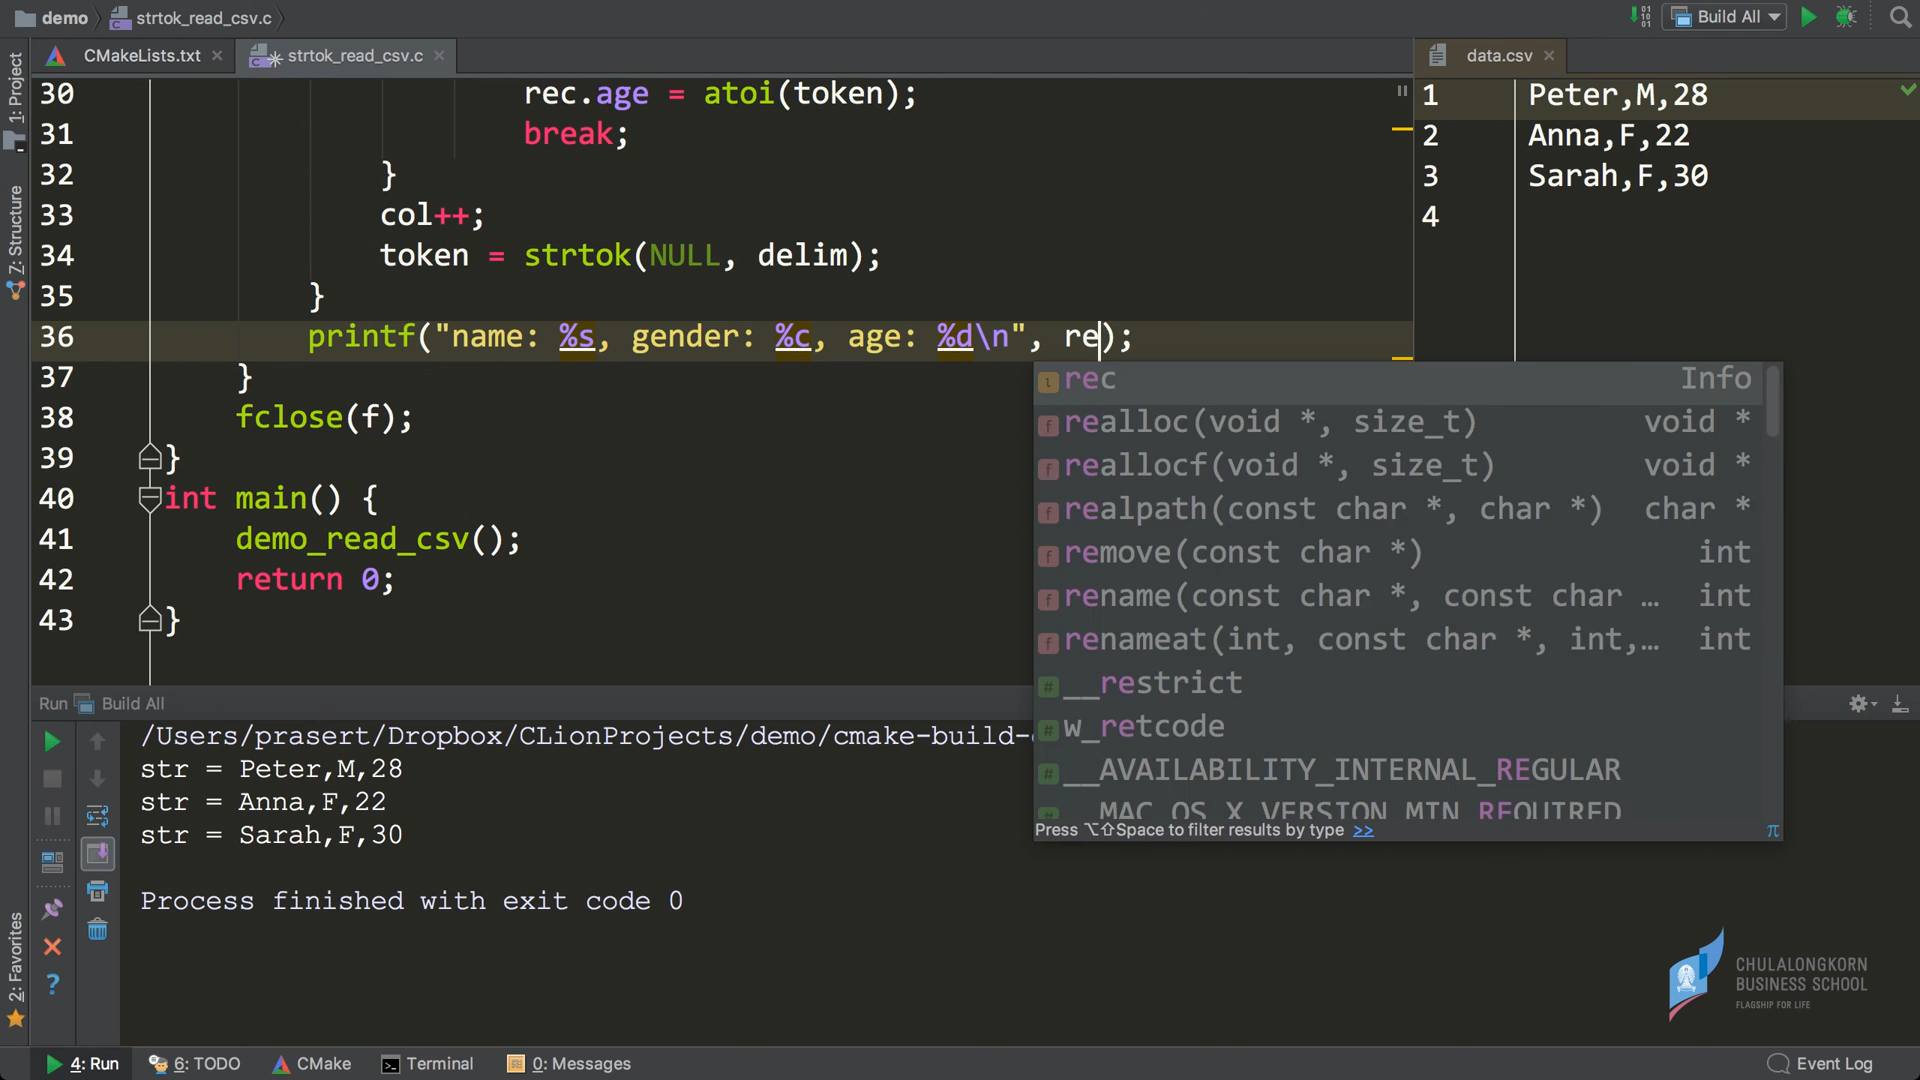 demo strtok_read_csv.c
Build All
CMakeLists.txt strtok_read_csv.c
data.csv
1: Project
7: Structure
2: Favorites
30 rec.age = atoi(token);
31 break;
32 }
33 col++;
34 token = strtok(NULL, delim);
35 }
36 printf("name: %s, gender: %c, age: %d\n", re);
37 }
38 fclose(f);
39 }
40 int main() {
41 demo_read_csv();
42 return 0;
43 }
1 Peter,M,28
2 Anna,F,22
3 Sarah,F,30
4
rec Info
realloc(void *, size_t) void *
reallocf(void *, size_t) void *
realpath(const char *, char *) char *
remove(const char *) int
rename(const char *, const char … int
renameat(int, const char *, int,… int
__restrict
w_retcode
__AVAILABILITY_INTERNAL_REGULAR
__MAC_OS_X_VERSION_MIN_REQUIRED
Press ⌥⇧Space to filter results by type >> π
Run Build All
/Users/prasert/Dropbox/CLionProjects/demo/cmake-build-
str = Peter,M,28
str = Anna,F,22
str = Sarah,F,30
Process finished with exit code 0
CHULALONGKORN
BUSINESS SCHOOL
FLAGSHIP FOR LIFE
4: Run 6: TODO CMake Terminal 0: Messages Event Log